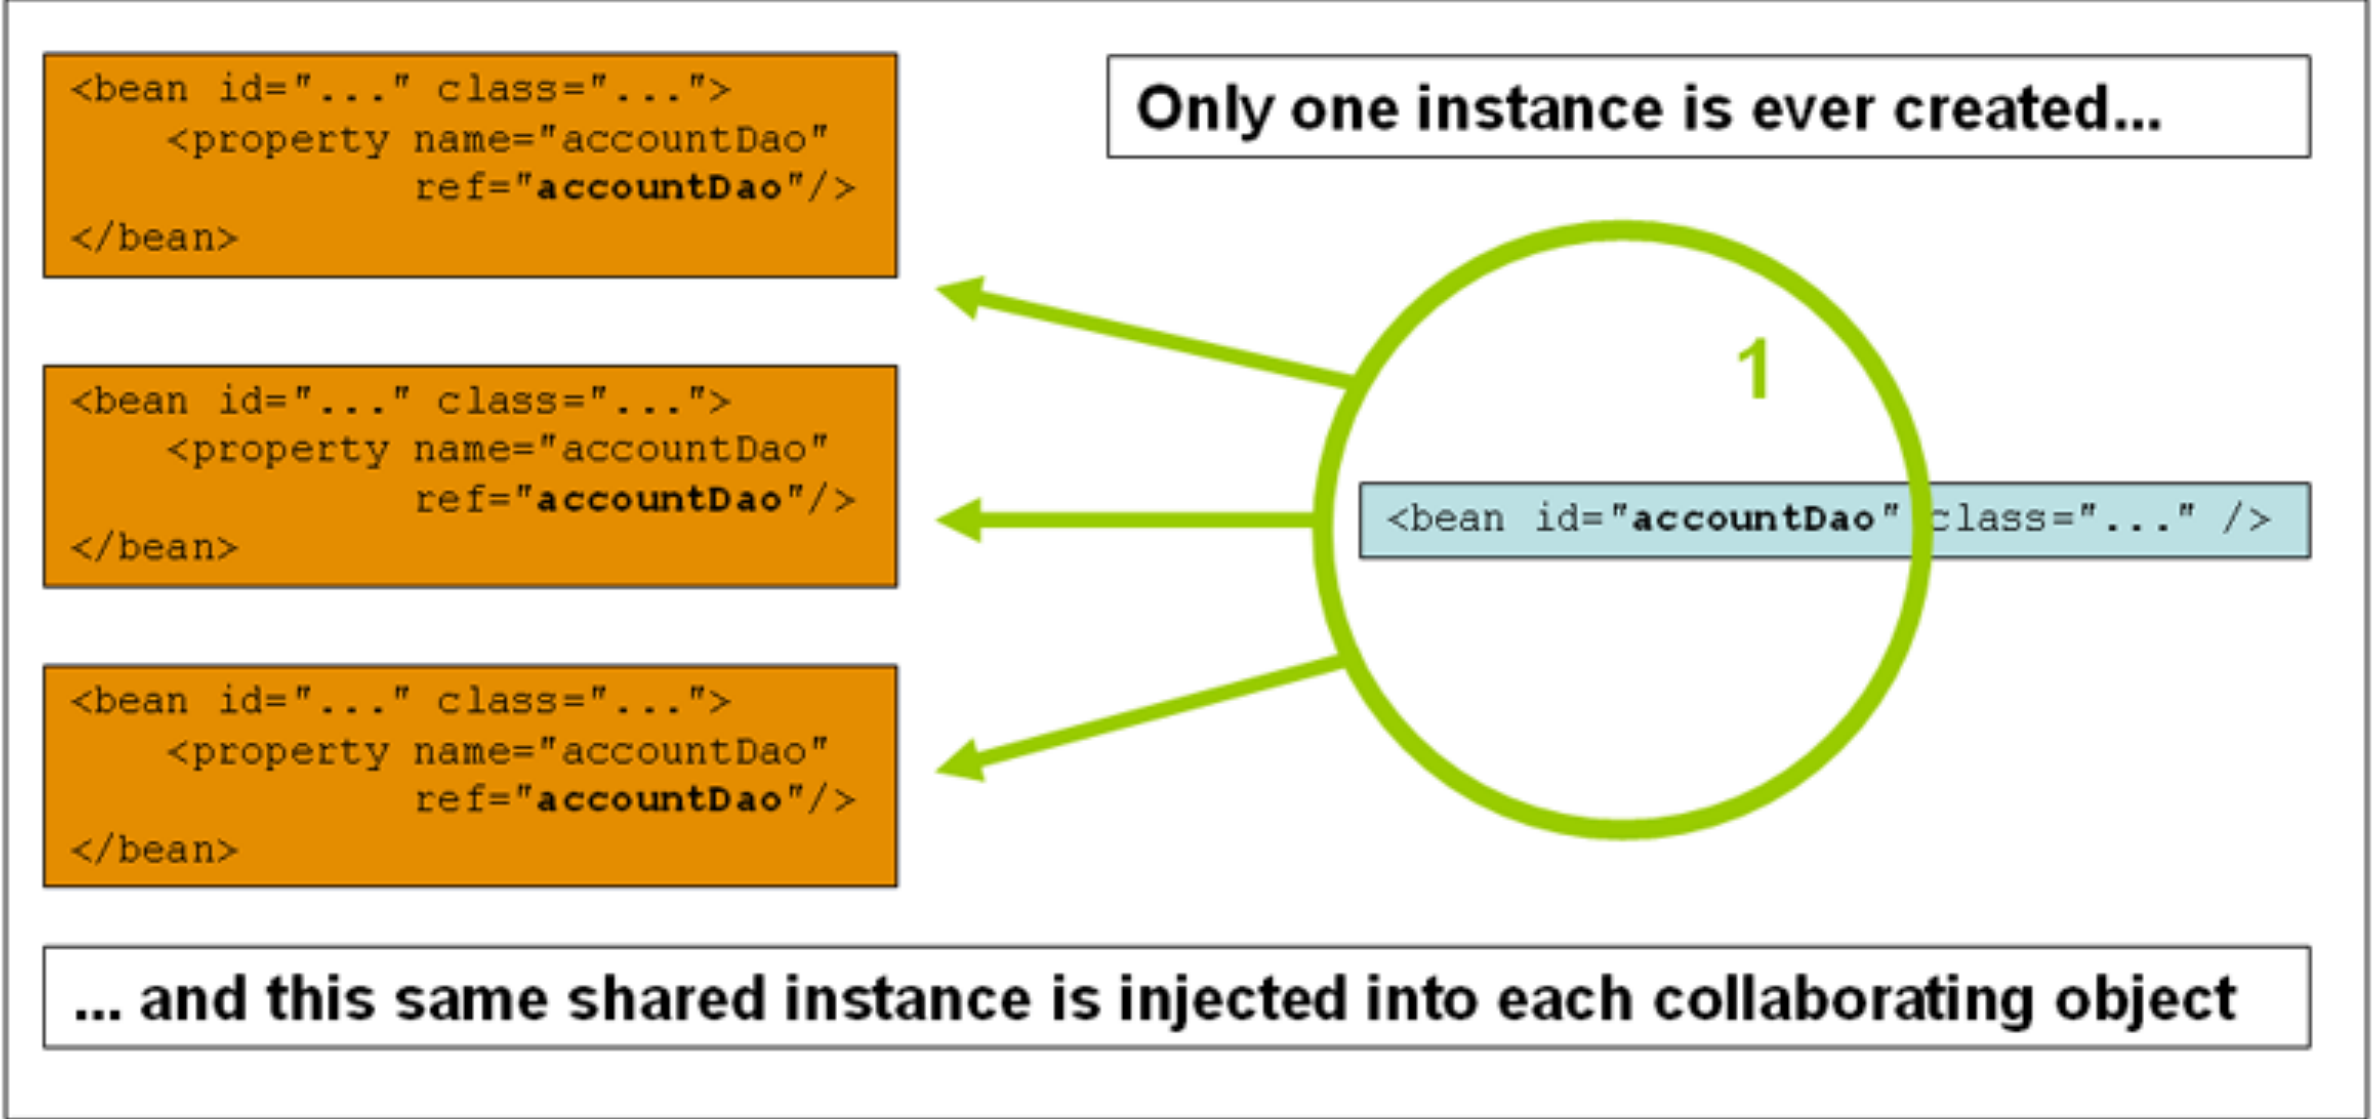 <bean id="..." class="...">
<property name="accountDao"
ref="accountDao"/>
</bean>
Only one instance is ever created...
<bean id="..." class="...">
<property name="accountDao"
ref="accountDao"/>
</bean>
1
<bean id="accountDao" class="..." />
<bean id="..." class="...">
<property name="accountDao"
ref="accountDao"/>
</bean>
... and this same shared instance is injected into each collaborating object